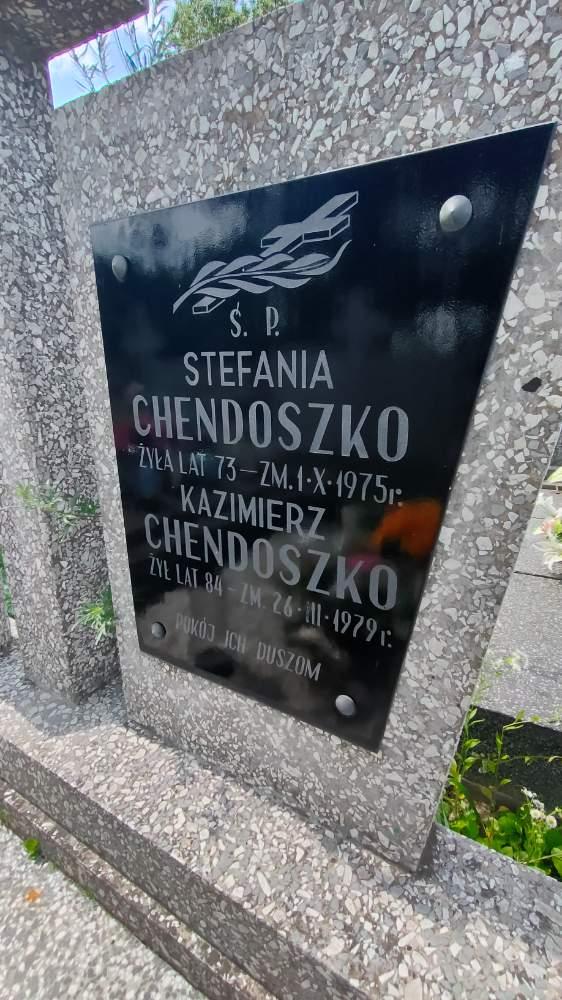 Ś. P.
STEFANIA
CHENDOSZKO
ŻYŁA LAT 73 – ZM. 1·X·1975 r.
KAZIMIERZ
CHENDOSZKO
ŻYŁ LAT 84 – ZM. 26·III·1979 r.
POKÓJ ICH DUSZOM